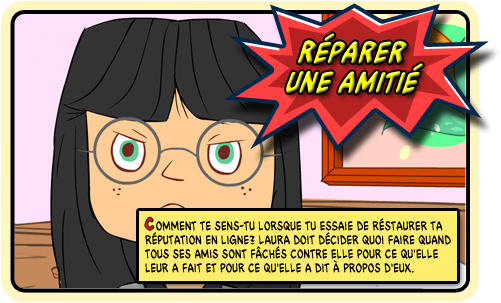 RÉPARER
UNE AMITIÉ
COMMENT TE SENS-TU LORSQUE TU ESSAIE DE RÉSTAURER TA
RÉPUTATION EN LIGNE? LAURA DOIT DÉCIDER QUOI FAIRE QUAND
TOUS SES AMIS SONT FÂCHÉS CONTRE ELLE POUR CE QU'ELLE
LEUR A FAIT ET POUR CE QU'ELLE A DIT À PROPOS D'EUX.